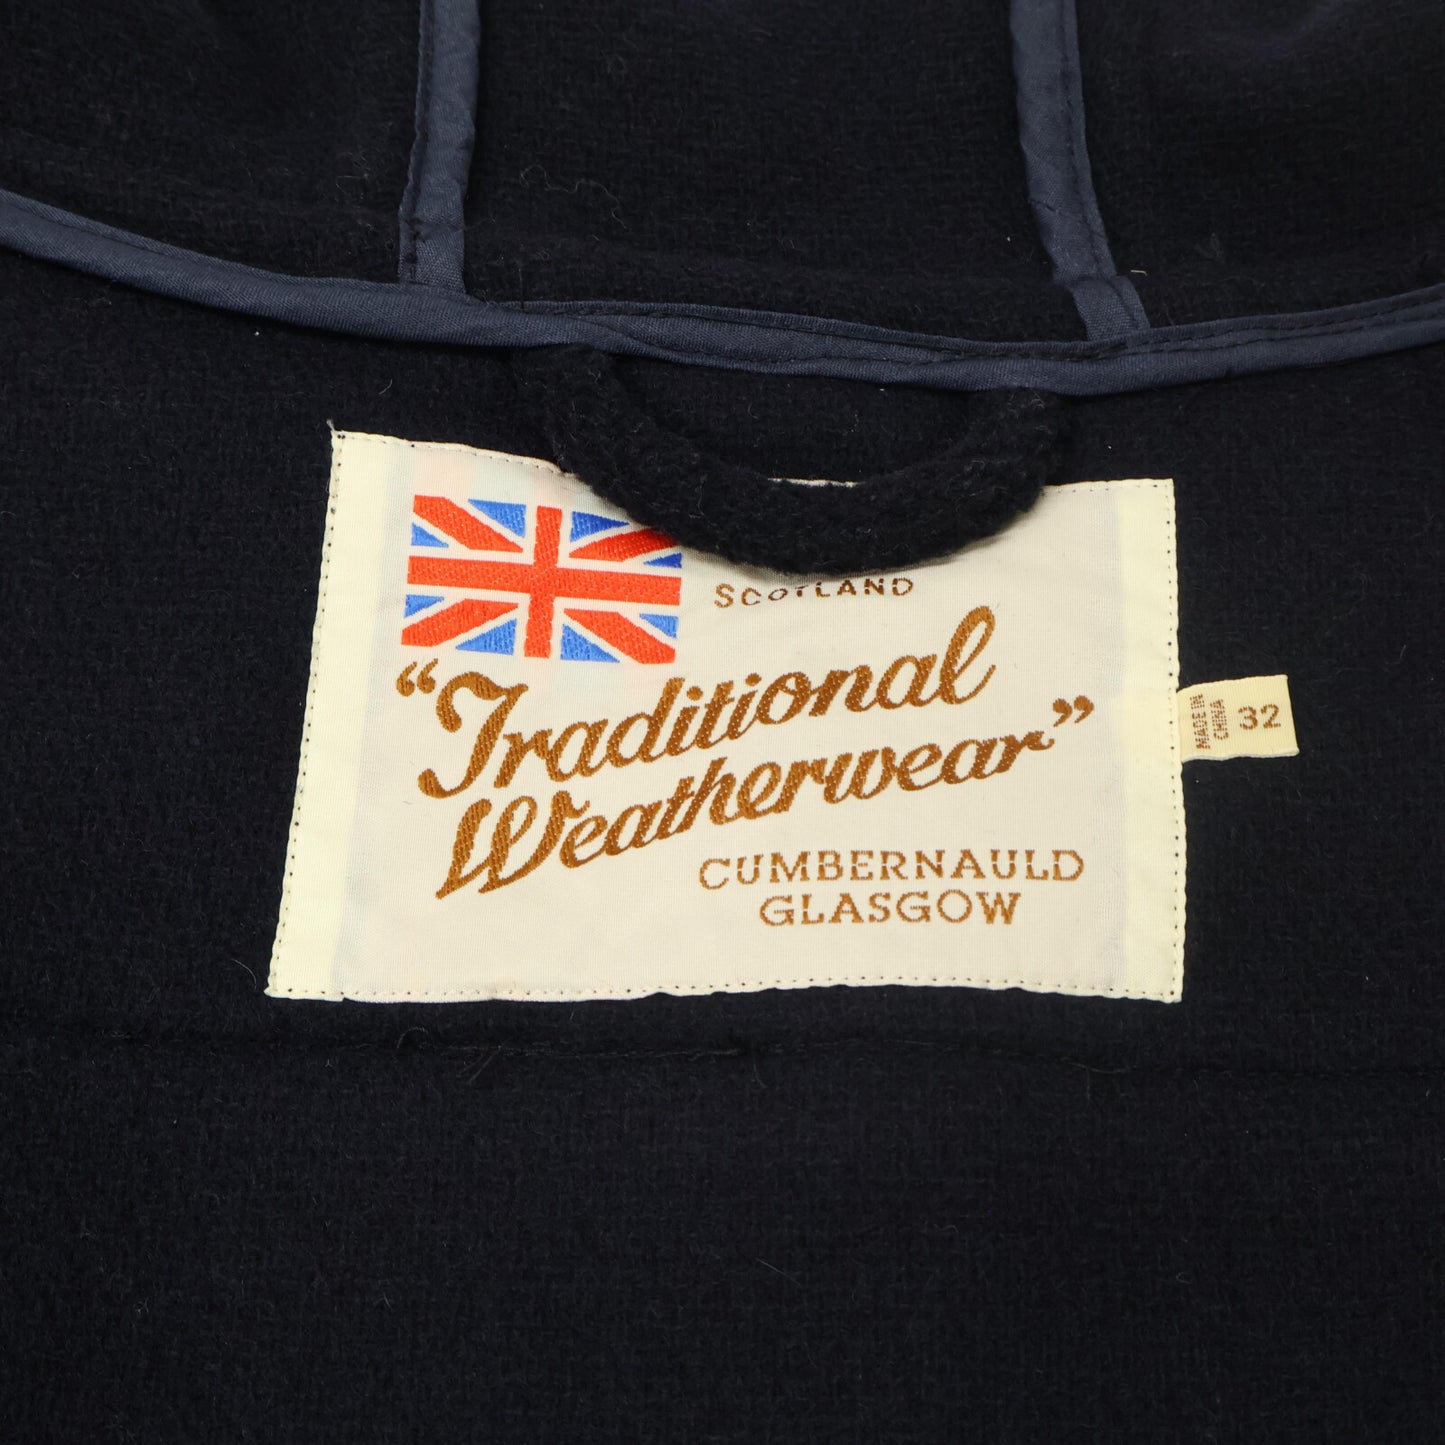 SCOTLAND
“Traditional
Weatherwear”
CUMBERNAULD
GLASGOW
MADE IN
CHINA
32